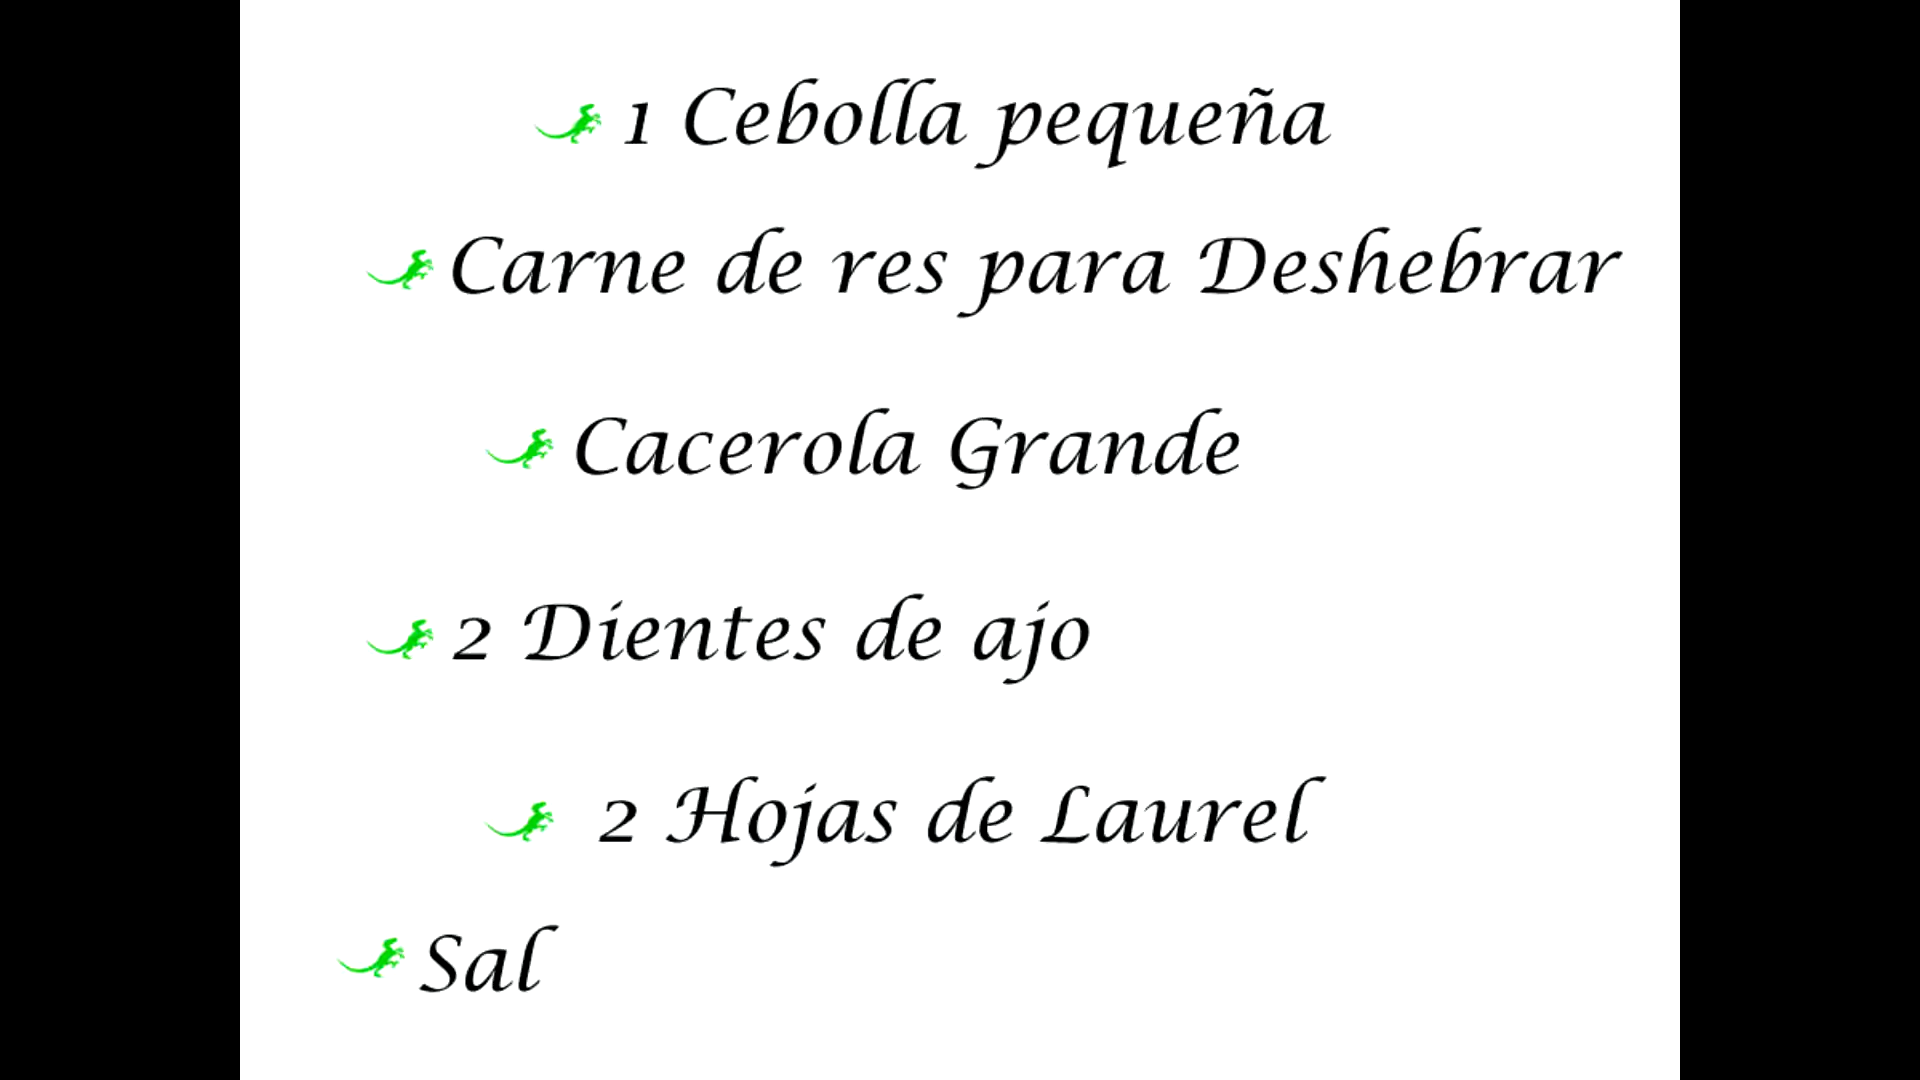 1 Cebolla pequeña
Carne de res para Deshebrar
Cacerola Grande
2 Dientes de ajo
2 Hojas de Laurel
Sal